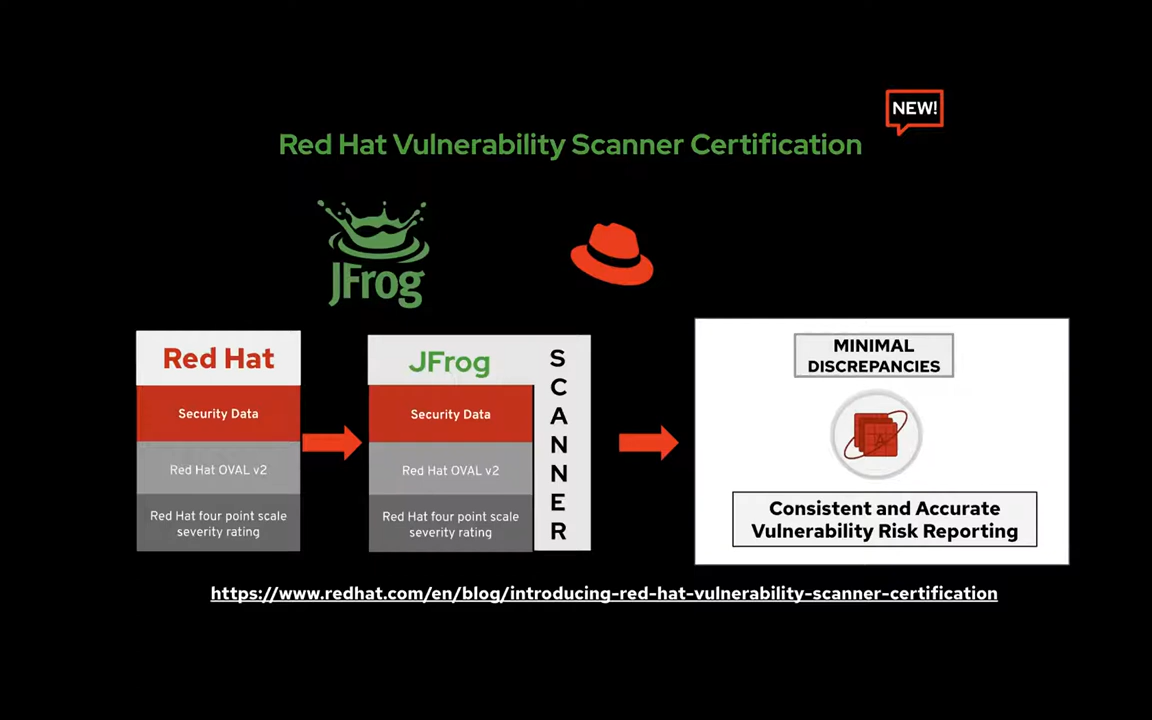 NEW!
Red Hat Vulnerability Scanner Certification
JFrog
Red Hat
Security Data
Red Hat OVAL v2
Red Hat four point scale
severity rating
JFrog
Security Data
Red Hat OVAL v2
Red Hat four point scale
severity rating
SCANNER
MINIMAL
DISCREPANCIES
Consistent and Accurate
Vulnerability Risk Reporting
https://www.redhat.com/en/blog/introducing-red-hat-vulnerability-scanner-certification